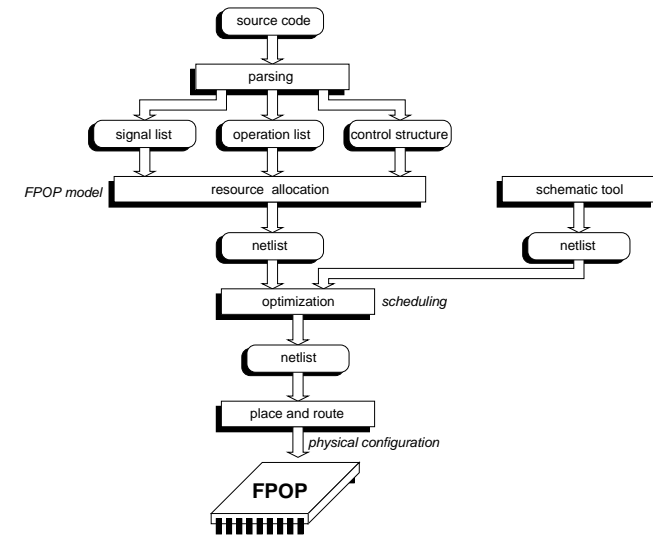 source code
parsing
signal list
operation list
control structure
FPOP model
resource allocation
schematic tool
netlist
netlist
optimization
scheduling
netlist
place and route
physical configuration
FPOP